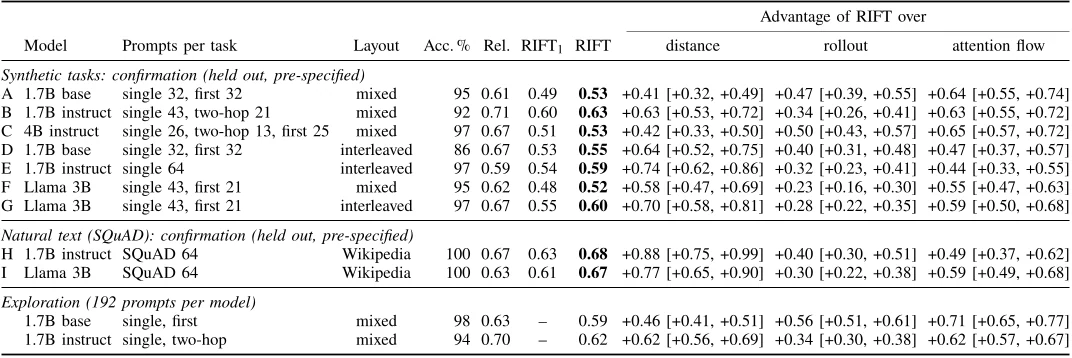 Advantage of RIFT over
Model Prompts per task Layout Acc. % Rel. RIFT₁ RIFT distance rollout attention flow
Synthetic tasks: confirmation (held out, pre-specified)
A 1.7B base single 32, first 32 mixed 95 0.61 0.49 0.53 +0.41 [+0.32, +0.49] +0.47 [+0.39, +0.55] +0.64 [+0.55, +0.74]
B 1.7B instruct single 43, two-hop 21 mixed 92 0.71 0.60 0.63 +0.63 [+0.53, +0.72] +0.34 [+0.26, +0.41] +0.63 [+0.55, +0.72]
C 4B instruct single 26, two-hop 13, first 25 mixed 97 0.67 0.51 0.53 +0.42 [+0.33, +0.50] +0.50 [+0.43, +0.57] +0.65 [+0.57, +0.72]
D 1.7B base single 32, first 32 interleaved 86 0.67 0.53 0.55 +0.64 [+0.52, +0.75] +0.40 [+0.31, +0.48] +0.47 [+0.37, +0.57]
E 1.7B instruct single 64 interleaved 97 0.59 0.54 0.59 +0.74 [+0.62, +0.86] +0.32 [+0.23, +0.41] +0.44 [+0.33, +0.55]
F Llama 3B single 43, first 21 mixed 95 0.62 0.48 0.52 +0.58 [+0.47, +0.69] +0.23 [+0.16, +0.30] +0.55 [+0.47, +0.63]
G Llama 3B single 43, first 21 interleaved 97 0.67 0.55 0.60 +0.70 [+0.58, +0.81] +0.28 [+0.22, +0.35] +0.59 [+0.50, +0.68]
Natural text (SQuAD): confirmation (held out, pre-specified)
H 1.7B instruct SQuAD 64 Wikipedia 100 0.67 0.63 0.68 +0.88 [+0.75, +0.99] +0.40 [+0.30, +0.51] +0.49 [+0.37, +0.62]
I Llama 3B SQuAD 64 Wikipedia 100 0.63 0.61 0.67 +0.77 [+0.65, +0.90] +0.30 [+0.22, +0.38] +0.59 [+0.49, +0.68]
Exploration (192 prompts per model)
1.7B base single, first mixed 98 0.63 – 0.59 +0.46 [+0.41, +0.51] +0.56 [+0.51, +0.61] +0.71 [+0.65, +0.77]
1.7B instruct single, two-hop mixed 94 0.70 – 0.62 +0.62 [+0.56, +0.69] +0.34 [+0.30, +0.38] +0.62 [+0.57, +0.67]